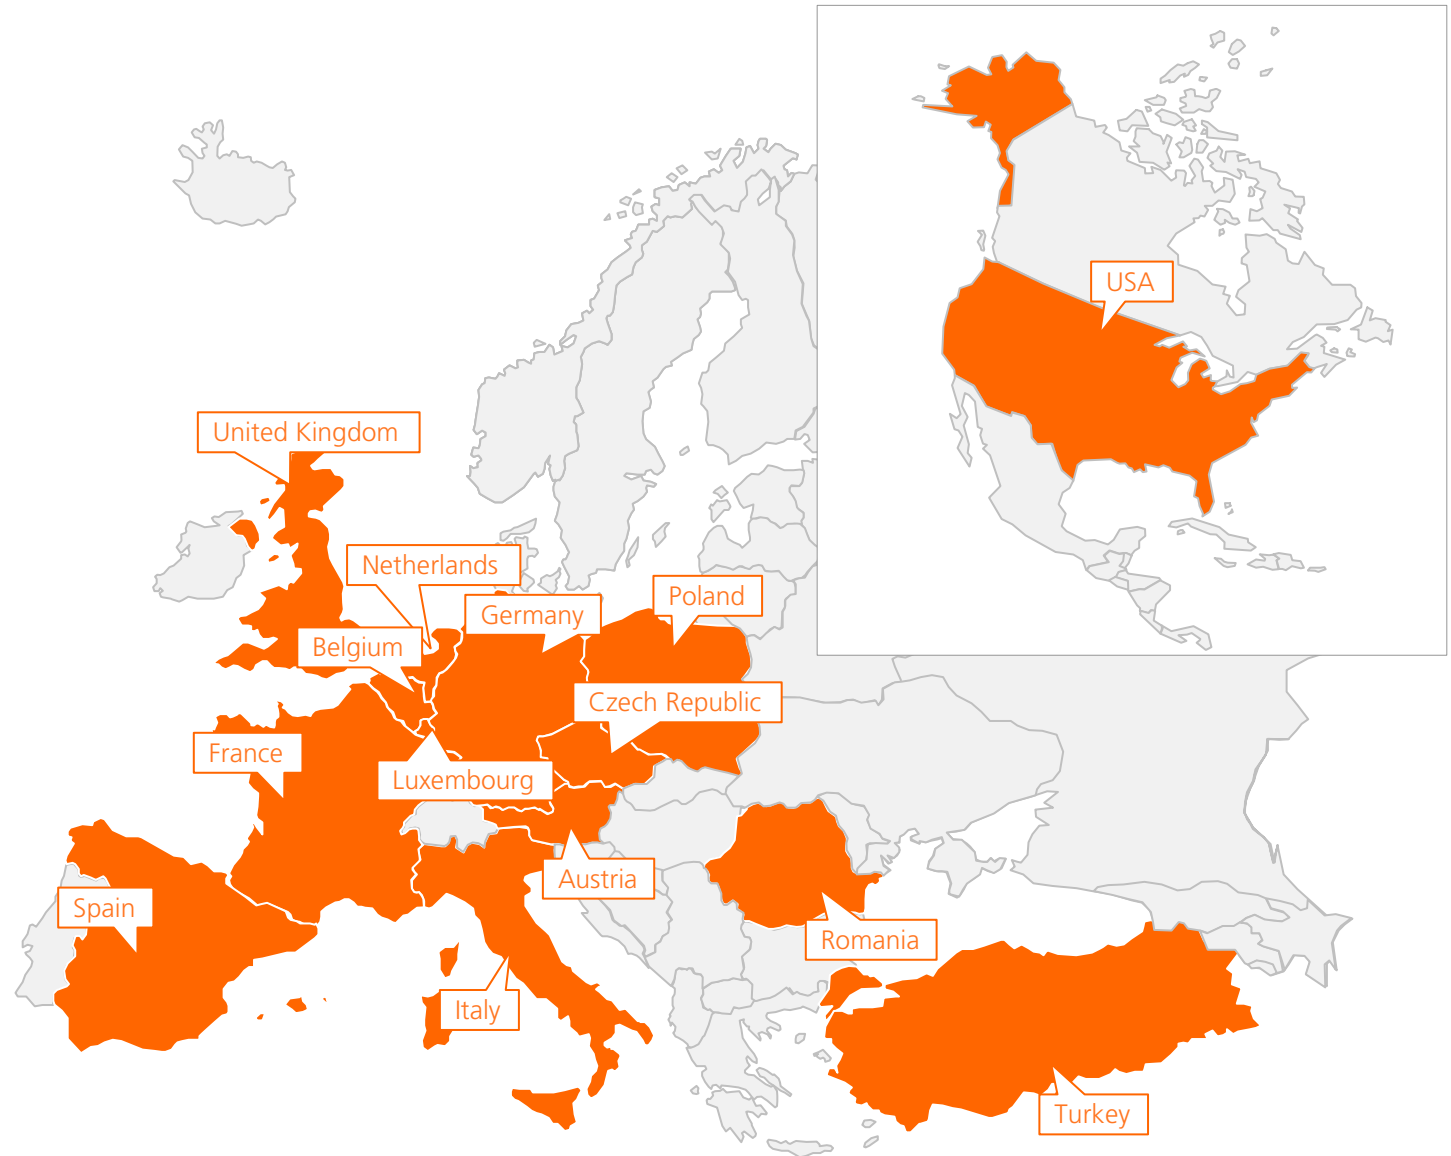 USA
United Kingdom
Netherlands
Poland
Germany
Belgium
Czech Republic
France
Luxembourg
Austria
Spain
Romania
Italy
Turkey